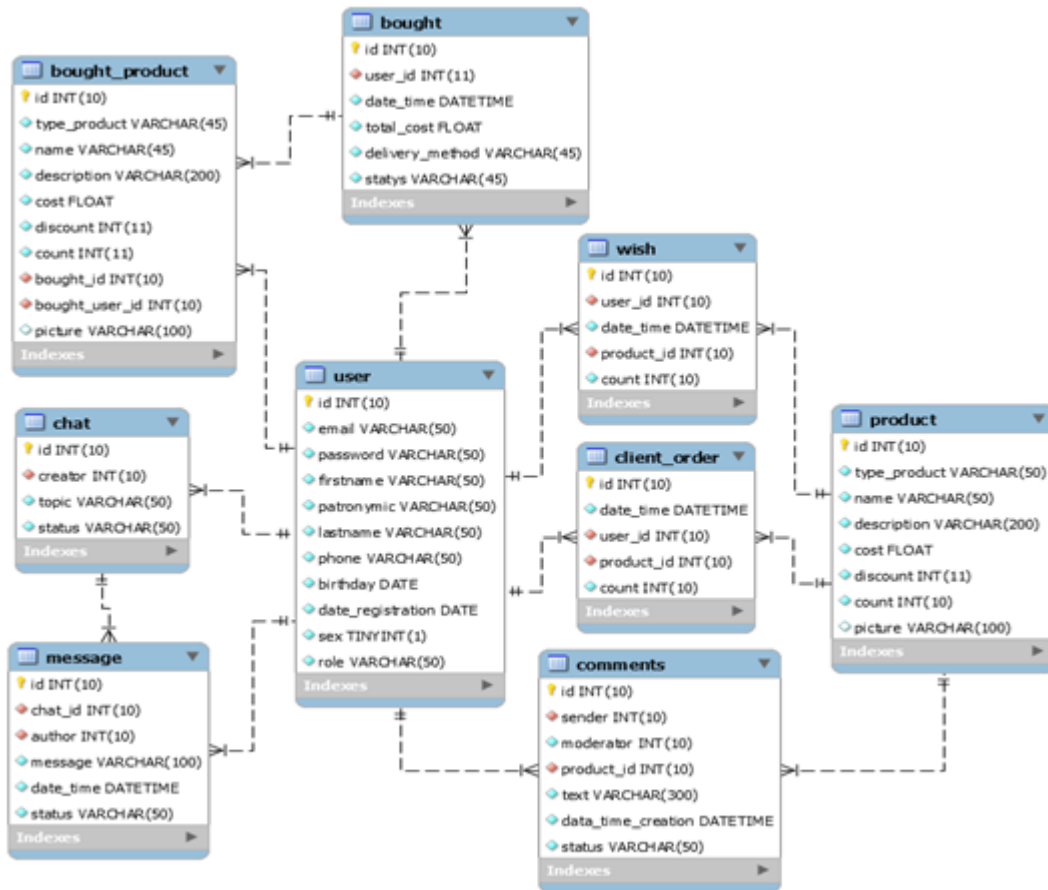 bought
id INT(10)
user_id INT(11)
date_time DATETIME
total_cost FLOAT
delivery_method VARCHAR(45)
statys VARCHAR(45)
Indexes
bought_product
id INT(10)
type_product VARCHAR(45)
name VARCHAR(45)
description VARCHAR(200)
cost FLOAT
discount INT(11)
count INT(11)
bought_id INT(10)
bought_user_id INT(10)
picture VARCHAR(100)
Indexes
wish
id INT(10)
user_id INT(10)
date_time DATETIME
product_id INT(10)
count INT(10)
Indexes
user
id INT(10)
email VARCHAR(50)
password VARCHAR(50)
firstname VARCHAR(50)
patronymic VARCHAR(50)
lastname VARCHAR(50)
phone VARCHAR(50)
birthday DATE
date_registration DATE
sex TINYINT(1)
role VARCHAR(50)
Indexes
chat
id INT(10)
creator INT(10)
topic VARCHAR(50)
status VARCHAR(50)
Indexes
client_order
id INT(10)
date_time DATETIME
user_id INT(10)
product_id INT(10)
count INT(10)
Indexes
product
id INT(10)
type_product VARCHAR(50)
name VARCHAR(50)
description VARCHAR(200)
cost FLOAT
discount INT(11)
count INT(10)
picture VARCHAR(100)
Indexes
message
id INT(10)
chat_id INT(10)
author INT(10)
message VARCHAR(100)
date_time DATETIME
status VARCHAR(50)
Indexes
comments
id INT(10)
sender INT(10)
moderator INT(10)
product_id INT(10)
text VARCHAR(300)
data_time_creation DATETIME
status VARCHAR(50)
Indexes